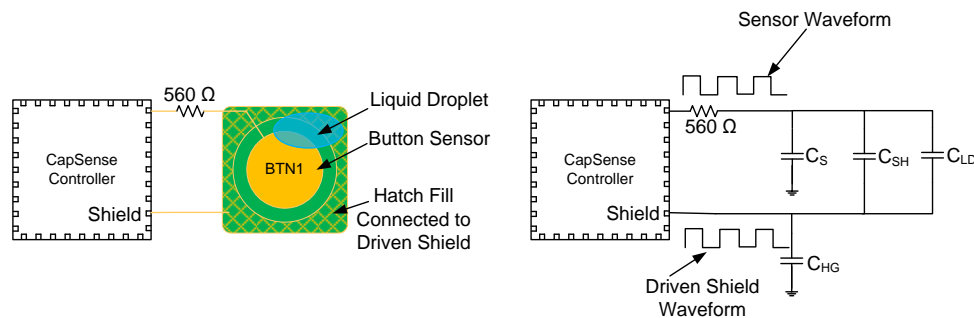 560 Ω
CapSense
Controller
Shield
BTN1
Liquid Droplet
Button Sensor
Hatch Fill
Connected to
Driven Shield
Sensor Waveform
560 Ω
CapSense
Controller
Shield
CS
CSH
CLD
CHG
Driven Shield
Waveform